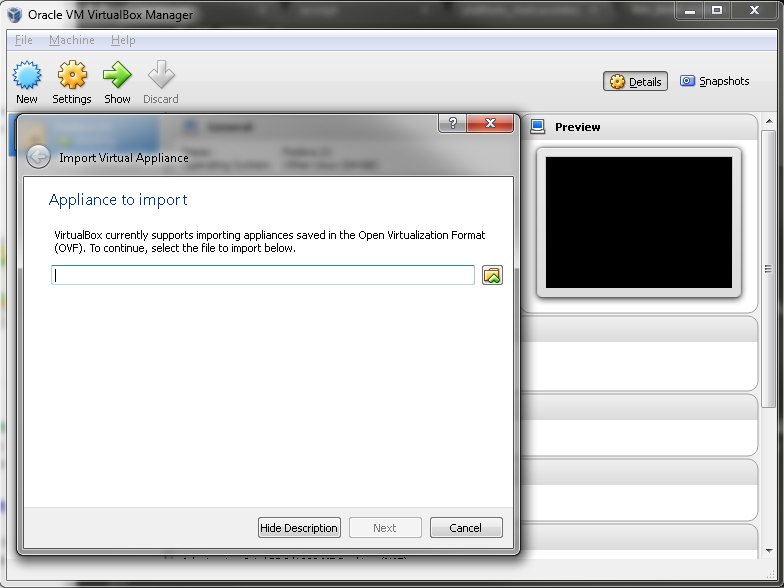 Oracle VM VirtualBox Manager
File Machine Help
New Settings Show Discard
Details Snapshots
General
Preview
Import Virtual Appliance
Appliance to import
VirtualBox currently supports importing appliances saved in the Open Virtualization Format
(OVF). To continue, select the file to import below.
Hide Description Next Cancel